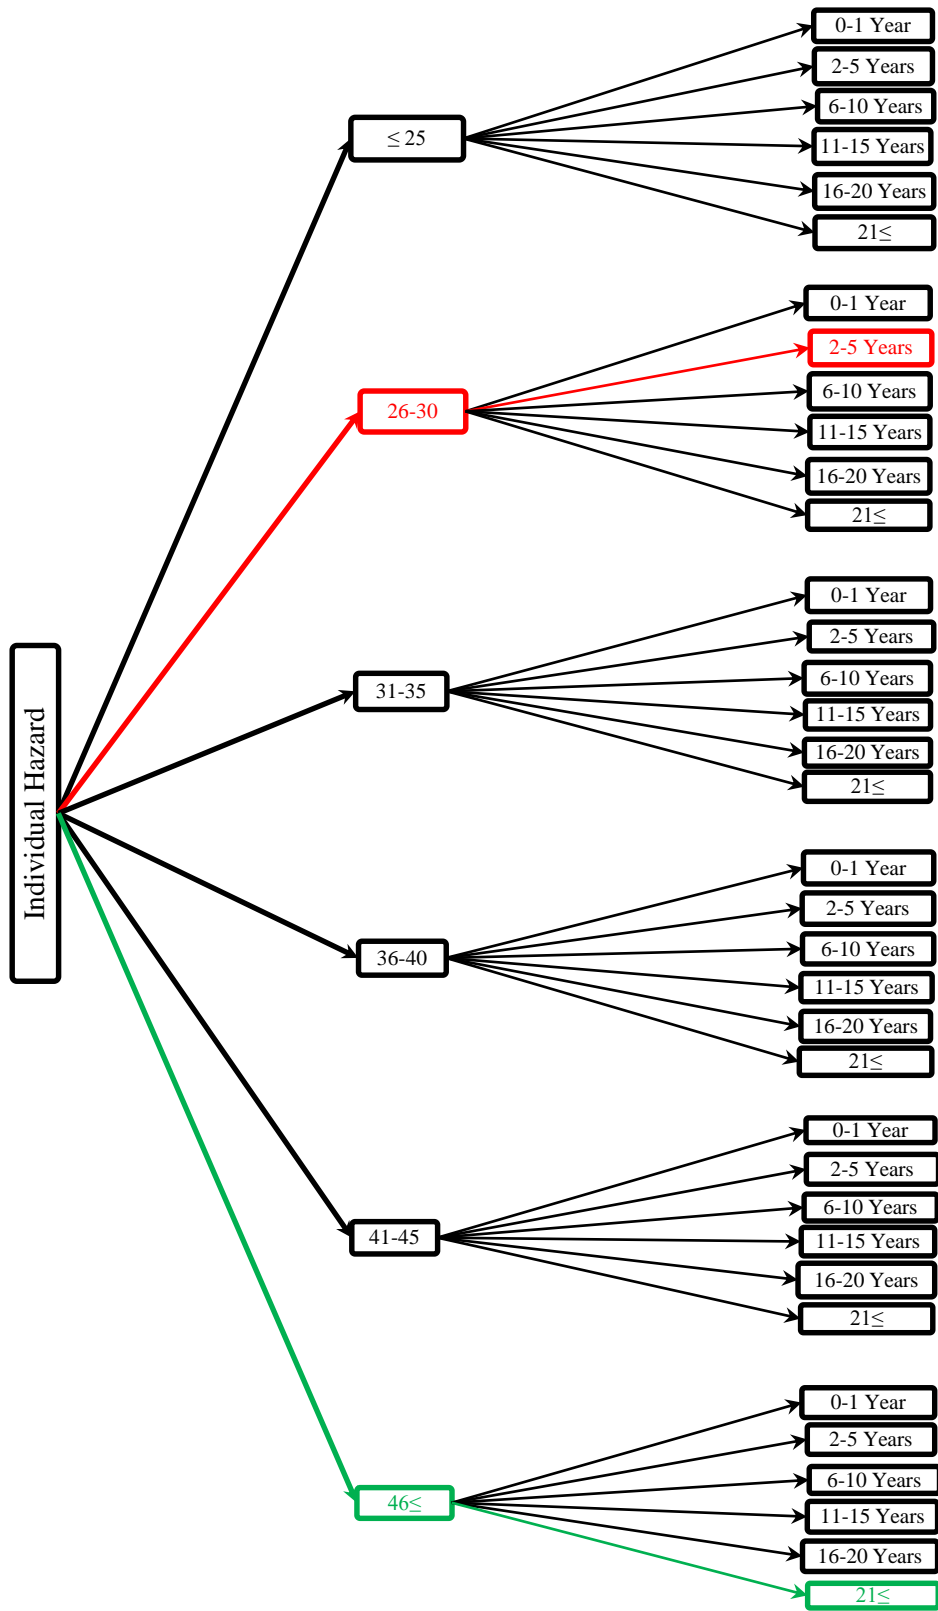 Individual Hazard
≤ 25
0-1 Year
2-5 Years
6-10 Years
11-15 Years
16-20 Years
21≤
26-30
0-1 Year
2-5 Years
6-10 Years
11-15 Years
16-20 Years
21≤
31-35
0-1 Year
2-5 Years
6-10 Years
11-15 Years
16-20 Years
21≤
36-40
0-1 Year
2-5 Years
6-10 Years
11-15 Years
16-20 Years
21≤
41-45
0-1 Year
2-5 Years
6-10 Years
11-15 Years
16-20 Years
21≤
46≤
0-1 Year
2-5 Years
6-10 Years
11-15 Years
16-20 Years
21≤